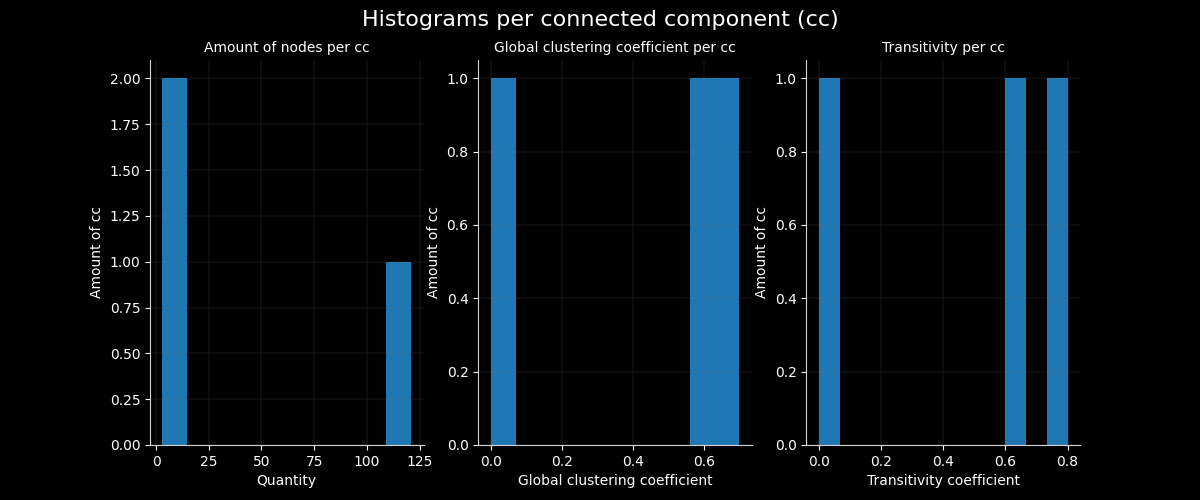 Histograms per connected component (cc)
Amount of nodes per cc
Amount of cc
2.00
1.75
1.50
1.25
1.00
0.75
0.50
0.25
0.00
0 25 50 75 100 125
Quantity
Global clustering coefficient per cc
Amount of cc
1.0
0.8
0.6
0.4
0.2
0.0
0.0 0.2 0.4 0.6
Global clustering coefficient
Transitivity per cc
Amount of cc
1.0
0.8
0.6
0.4
0.2
0.0
0.0 0.2 0.4 0.6 0.8
Transitivity coefficient